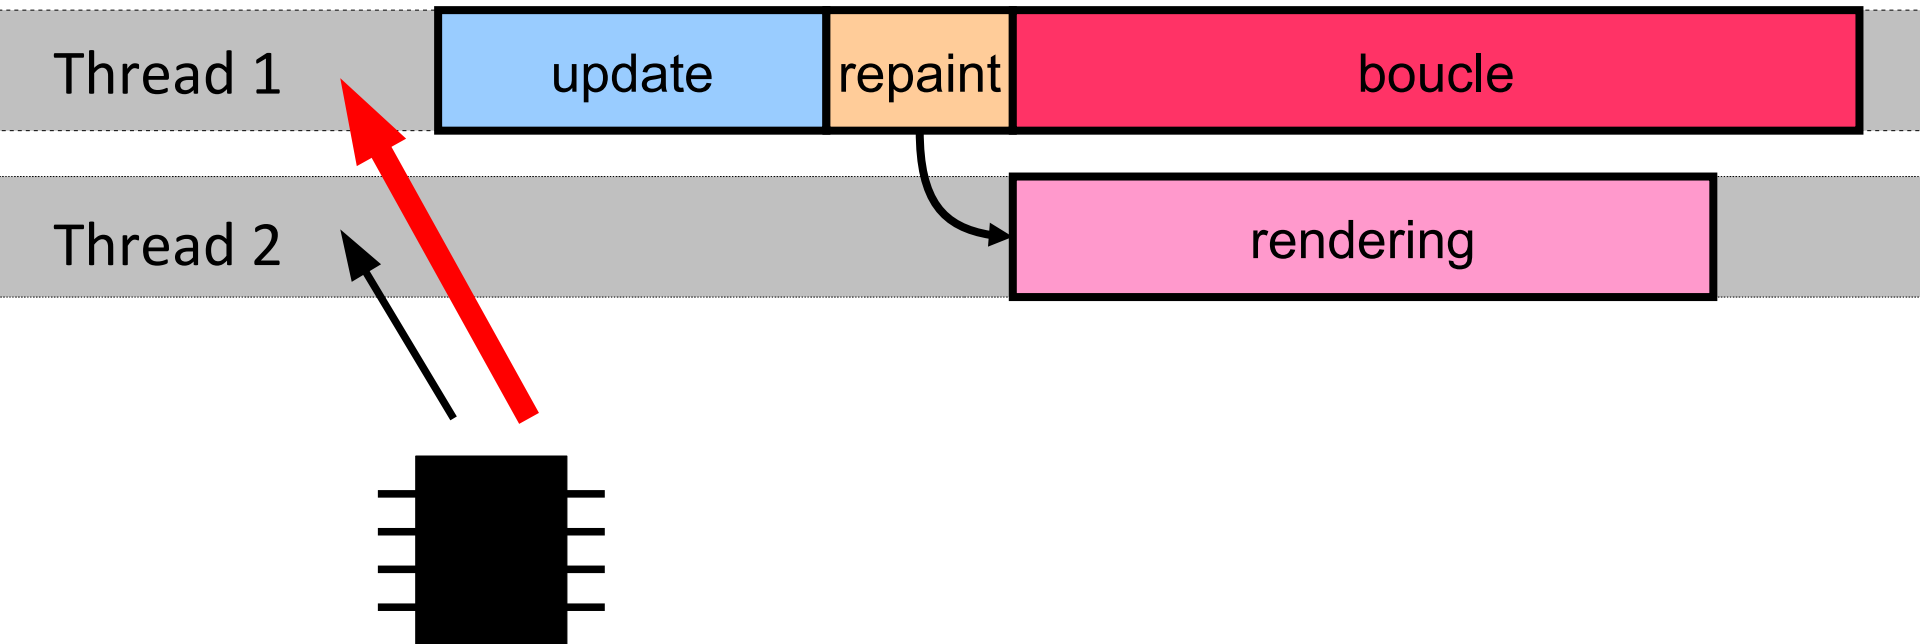 Thread 1
update
repaint
boucle
Thread 2
rendering